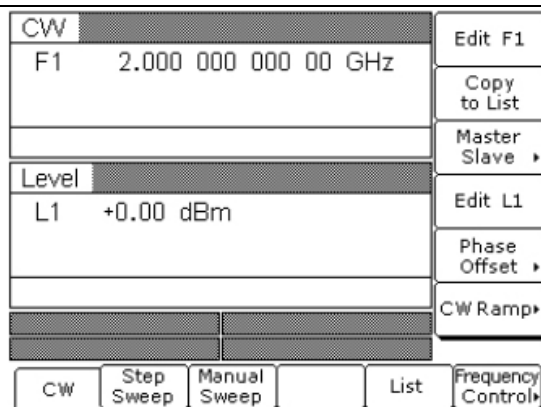 CW
F1 2.000 000 000 00 GHz
Level
L1 +0.00 dBm
Edit F1
Copy
to List
Master
Slave
Edit L1
Phase
Offset
CW Ramp
CW
Step
Sweep
Manual
Sweep
List
Frequency
Control